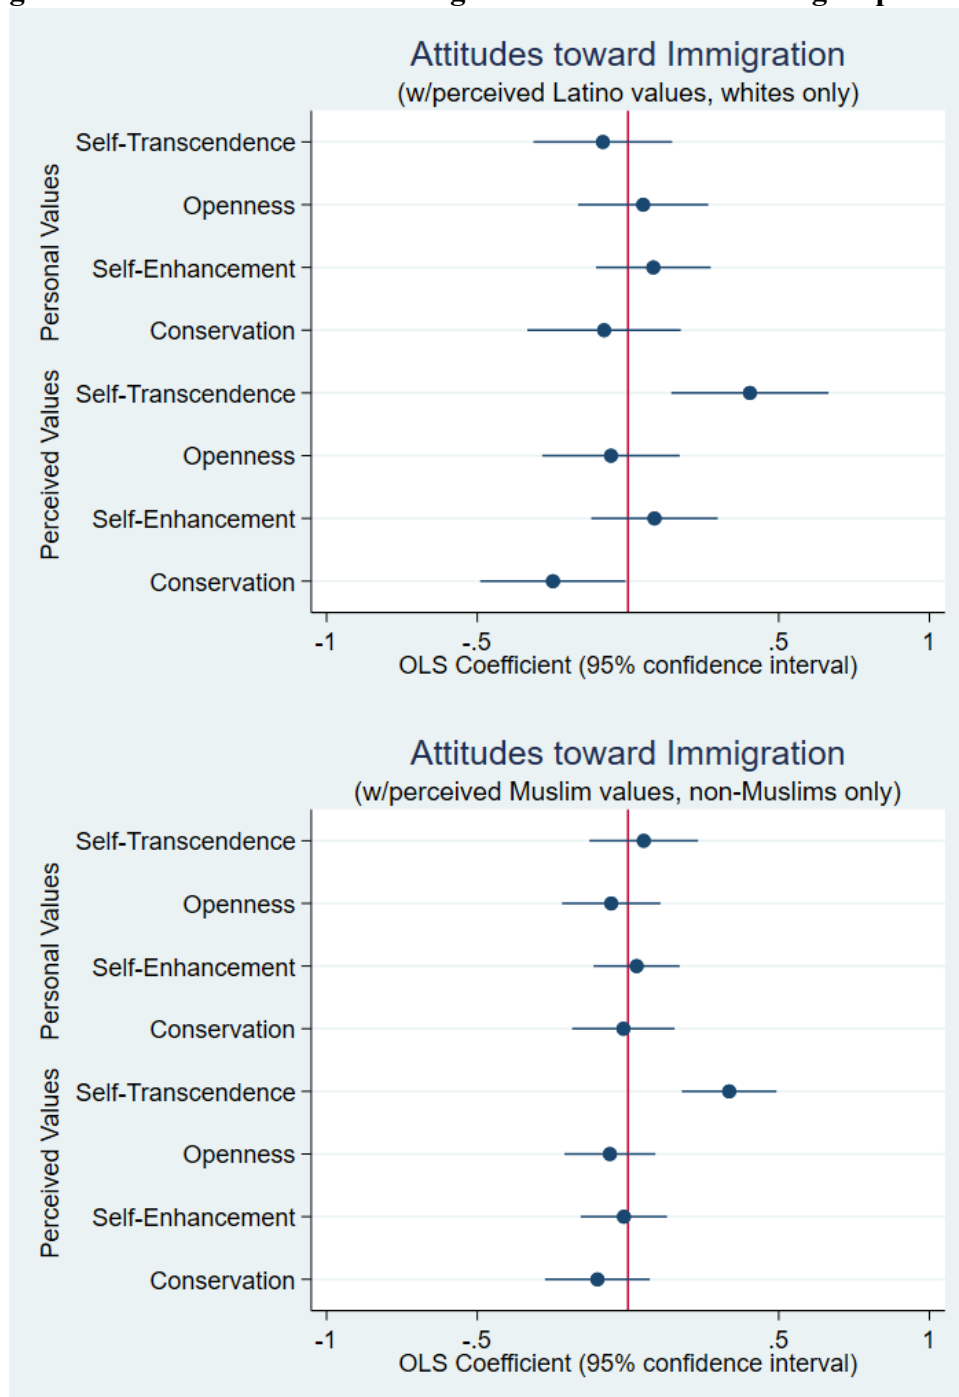 Attitudes toward Immigration
(w/perceived Latino values, whites only)
Personal Values
Self-Transcendence
Openness
Self-Enhancement
Conservation
Perceived Values
Self-Transcendence
Openness
Self-Enhancement
Conservation
-1 -.5 .5 1
OLS Coefficient (95% confidence interval)
Attitudes toward Immigration
(w/perceived Muslim values, non-Muslims only)
Personal Values
Self-Transcendence
Openness
Self-Enhancement
Conservation
Perceived Values
Self-Transcendence
Openness
Self-Enhancement
Conservation
-1 -.5 .5 1
OLS Coefficient (95% confidence interval)